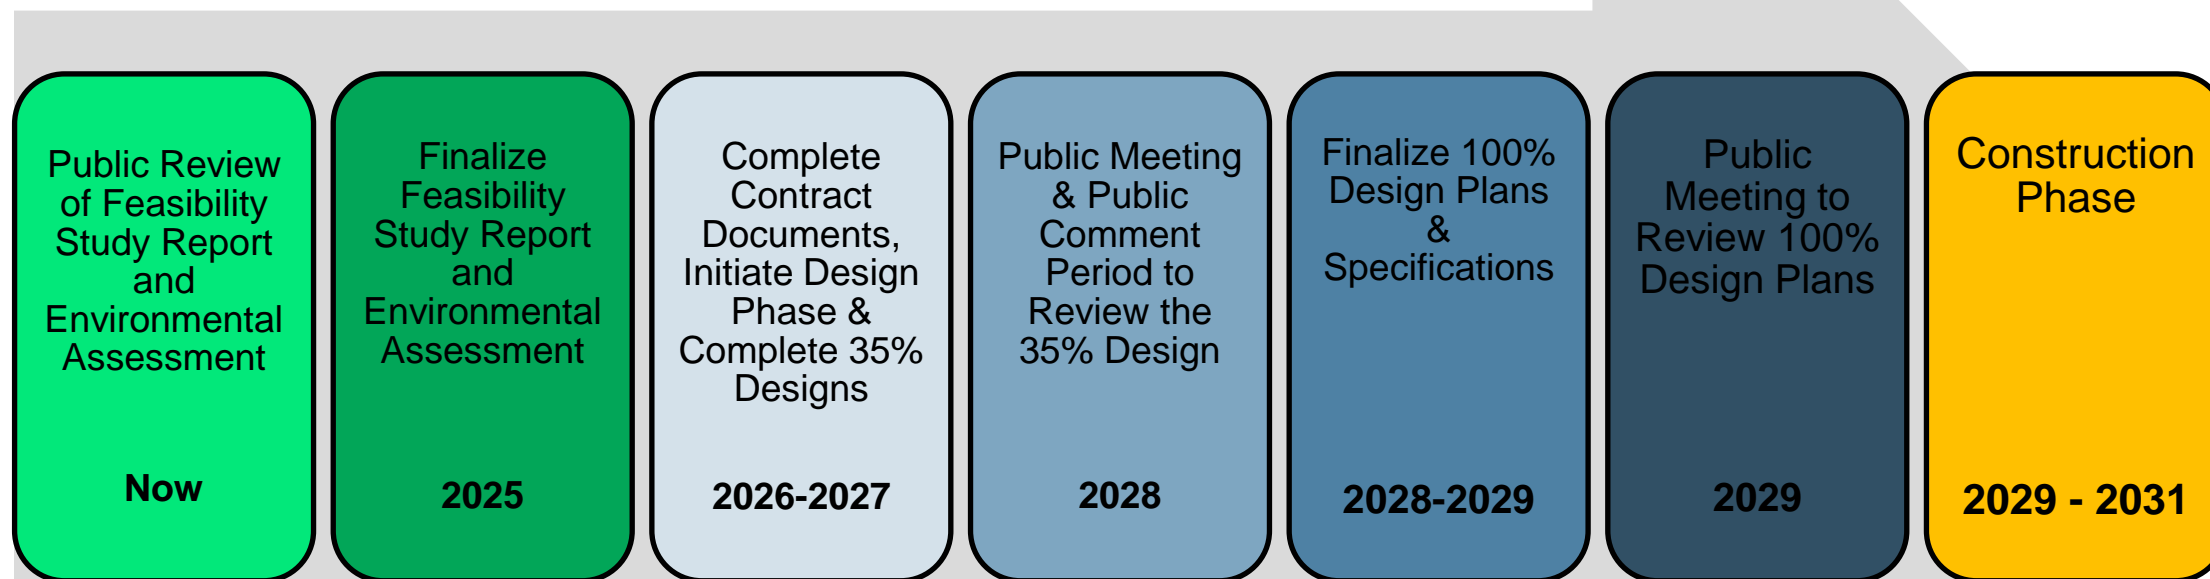 Public Review
of Feasibility
Study Report
and
Environmental
Assessment
Now
Finalize
Feasibility
Study Report
and
Environmental
Assessment
2025
Complete
Contract
Documents,
Initiate Design
Phase &
Complete 35%
Designs
2026-2027
Public Meeting
& Public
Comment
Period to
Review the
35% Design
2028
Finalize 100%
Design Plans
&
Specifications
2028-2029
Public
Meeting to
Review 100%
Design Plans
2029
Construction
Phase
2029 - 2031